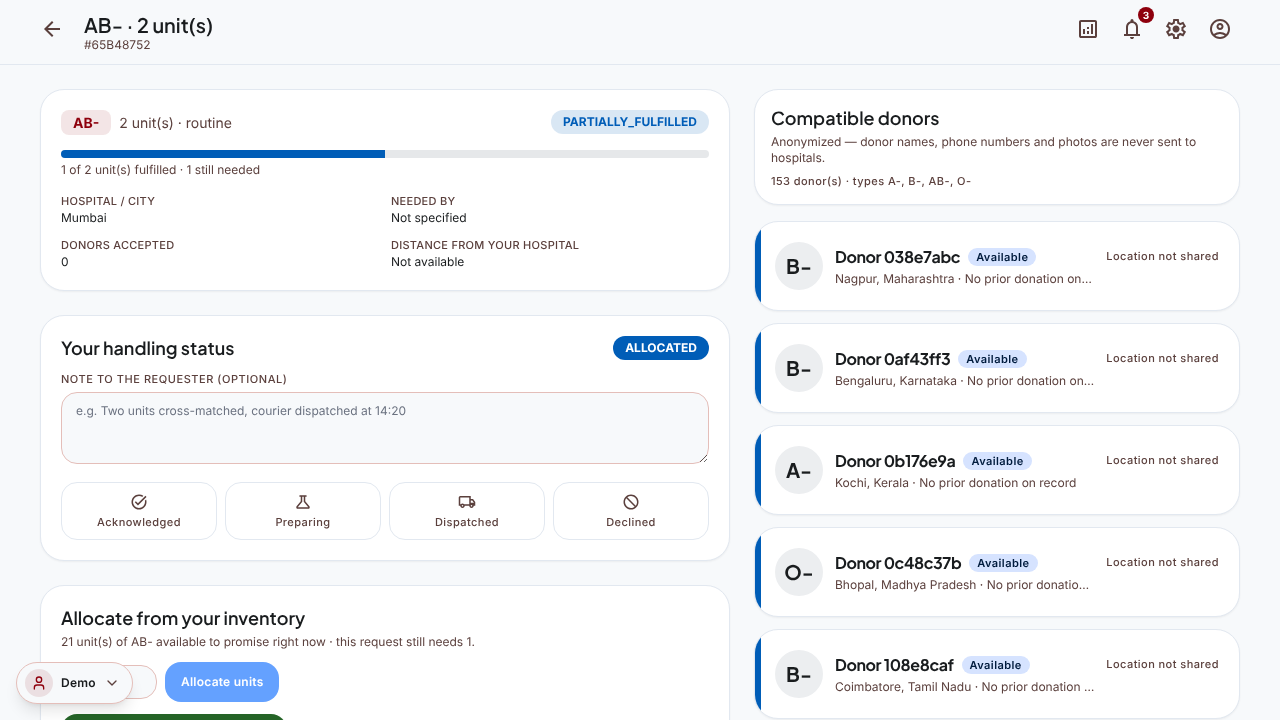 AB- · 2 unit(s)
#65B48752
3
AB-
2 unit(s) · routine
PARTIALLY_FULFILLED
1 of 2 unit(s) fulfilled · 1 still needed
HOSPITAL / CITY
Mumbai
NEEDED BY
Not specified
DONORS ACCEPTED
0
DISTANCE FROM YOUR HOSPITAL
Not available
Your handling status
ALLOCATED
NOTE TO THE REQUESTER (OPTIONAL)
e.g. Two units cross-matched, courier dispatched at 14:20
Acknowledged
Preparing
Dispatched
Declined
Allocate from your inventory
21 unit(s) of AB- available to promise right now · this request still needs 1.
Demo
Allocate units
Compatible donors
Anonymized — donor names, phone numbers and photos are never sent to
hospitals.
153 donor(s) · types A-, B-, AB-, O-
B-
Donor 038e7abc
Available
Location not shared
Nagpur, Maharashtra · No prior donation on...
B-
Donor 0af43ff3
Available
Location not shared
Bengaluru, Karnataka · No prior donation on...
A-
Donor 0b176e9a
Available
Location not shared
Kochi, Kerala · No prior donation on record
O-
Donor 0c48c37b
Available
Location not shared
Bhopal, Madhya Pradesh · No prior donatio...
B-
Donor 108e8caf
Available
Location not shared
Coimbatore, Tamil Nadu · No prior donation ...